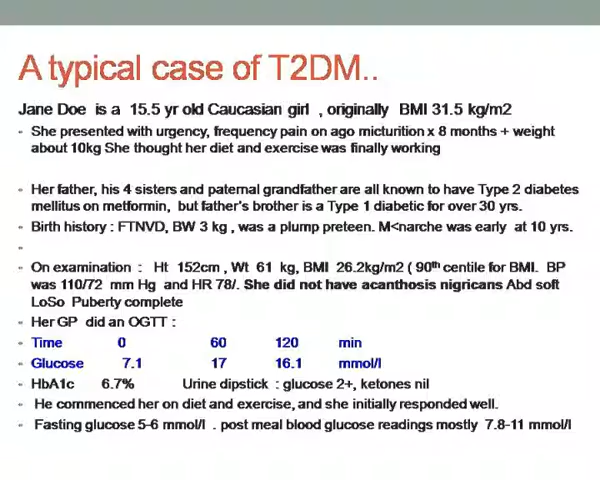 A typical case of T2DM..
Jane Doe is a 15.5 yr old Caucasian girl , originally BMI 31.5 kg/m2
- She presented with urgency, frequency pain on ago micturition x 8 months + weight
about 10kg She thought her diet and exercise was finally working
- Her father, his 4 sisters and paternal grandfather are all known to have Type 2 diabetes
mellitus on metformin, but father's brother is a Type 1 diabetic for over 30 yrs.
- Birth history : FTNVD, BW 3 kg , was a plump preteen. M<narche was early at 10 yrs.
-
- On examination : Ht 152cm , Wt 61 kg, BMI 26.2kg/m2 ( 90th centile for BMI. BP
was 110/72 mm Hg and HR 78/. She did not have acanthosis nigricans Abd soft
LoSo Puberty complete
- Her GP did an OGTT :
- Time 0 60 120 min
- Glucose 7.1 17 16.1 mmol/l
- HbA1c 6.7% Urine dipstick : glucose 2+, ketones nil
- He commenced her on diet and exercise, and she initially responded well.
- Fasting glucose 5-6 mmol/l . post meal blood glucose readings mostly 7.8-11 mmol/l